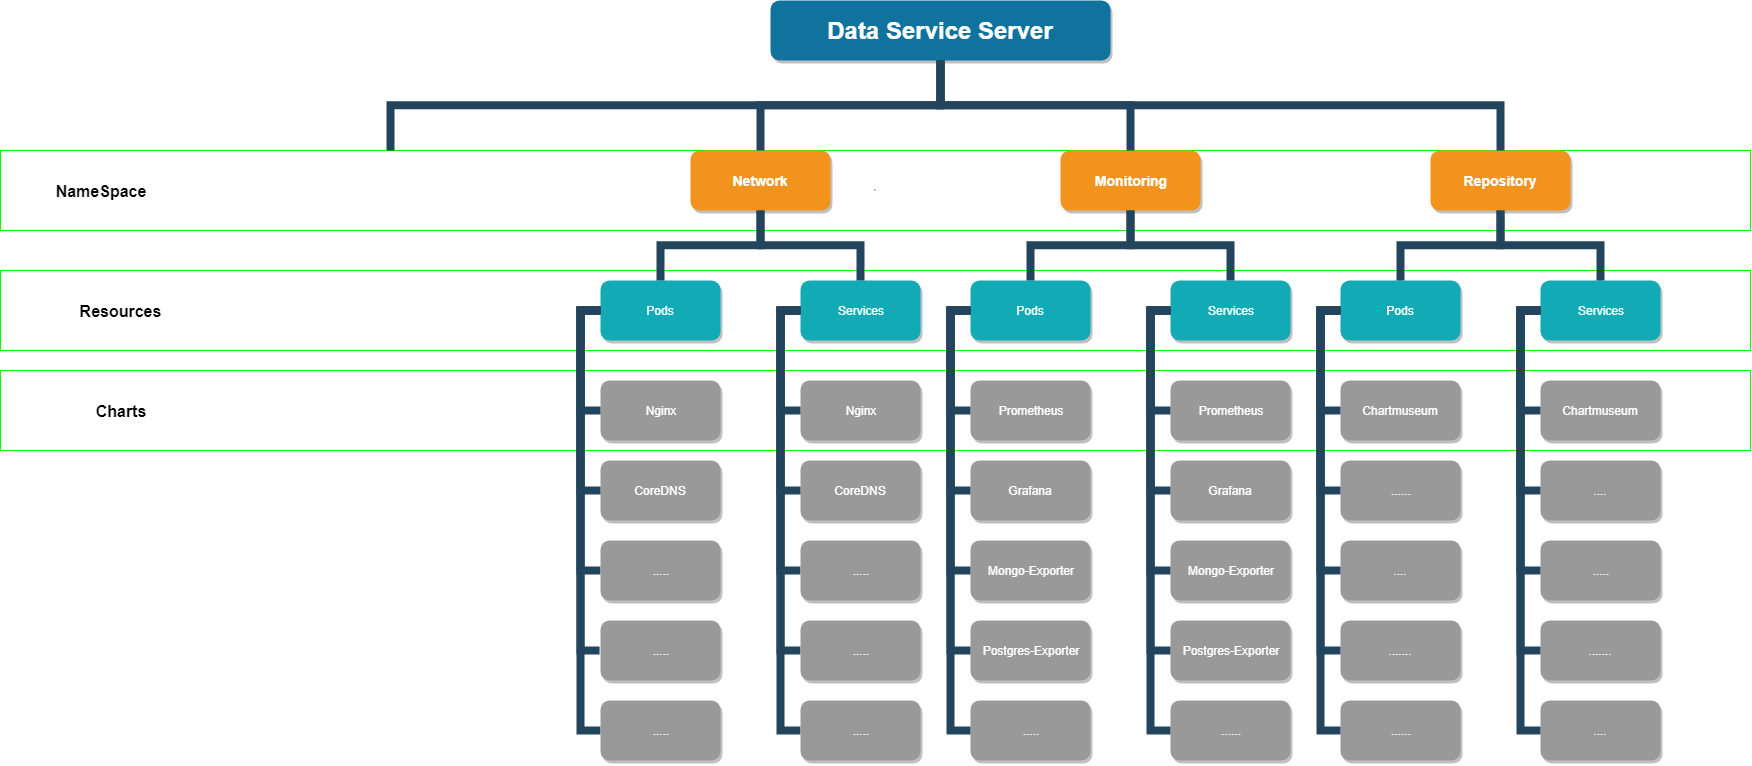 Data Service Server
NameSpace
Network
.
Monitoring
Repository
Resources
Pods
Services
Pods
Services
Pods
Services
Charts
Nginx
Nginx
Prometheus
Prometheus
Chartmuseum
Chartmuseum
CoreDNS
CoreDNS
Grafana
Grafana
......
....
.....
.....
Mongo-Exporter
Mongo-Exporter
....
.....
.....
.....
Postgres-Exporter
Postgres-Exporter
.......
.......
.....
.....
.....
......
......
....